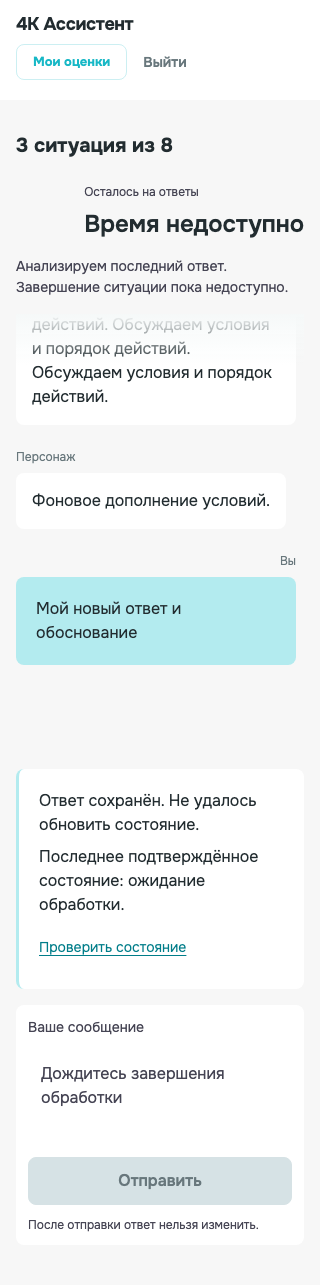 4К Ассистент
Мои оценки
Выйти
3 ситуация из 8
Осталось на ответы
Время недоступно
Анализируем последний ответ.
Завершение ситуации пока недоступно.
действий. Обсуждаем условия
и порядок действий.
Обсуждаем условия и порядок
действий.
Персонаж
Фоновое дополнение условий.
Вы
Мой новый ответ и
обоснование
Ответ сохранён. Не удалось
обновить состояние.
Последнее подтверждённое
состояние: ожидание
обработки.
Проверить состояние
Ваше сообщение
Дождитесь завершения
обработки
Отправить
После отправки ответ нельзя изменить.